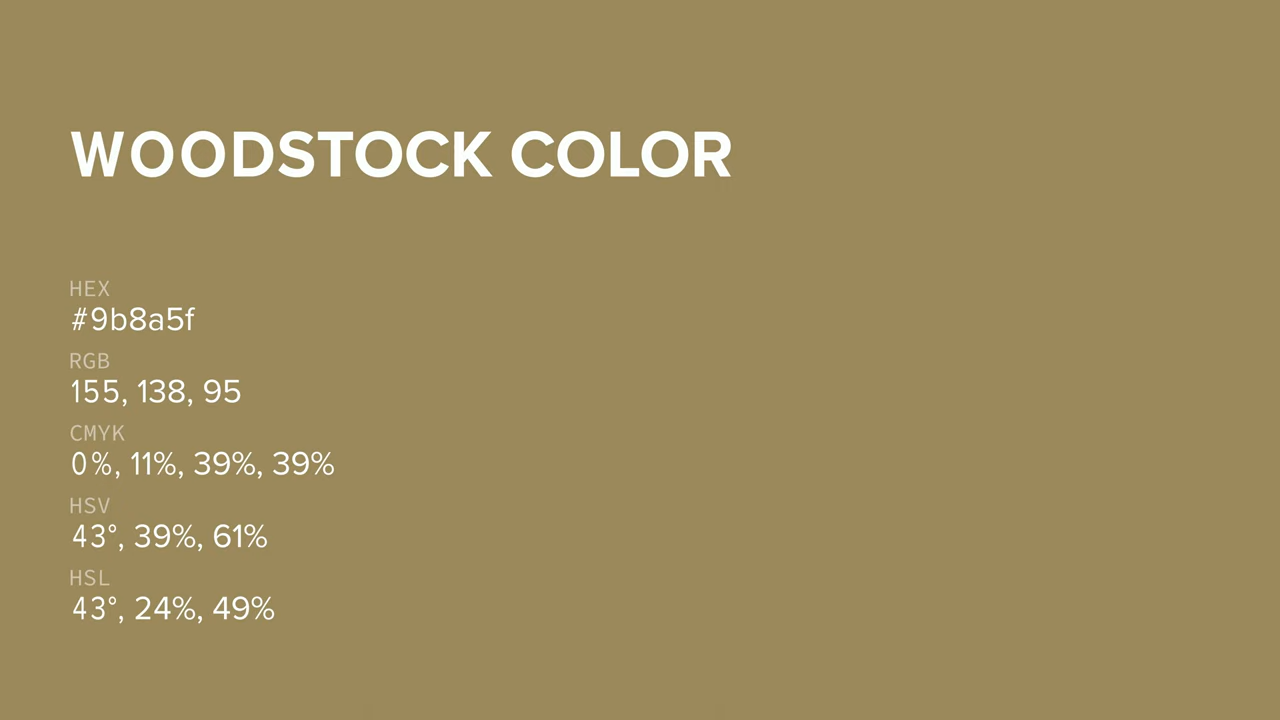 WOODSTOCK COLOR
HEX
#9b8a5f
RGB
155, 138, 95
CMYK
0%, 11%, 39%, 39%
HSV
43°, 39%, 61%
HSL
43°, 24%, 49%